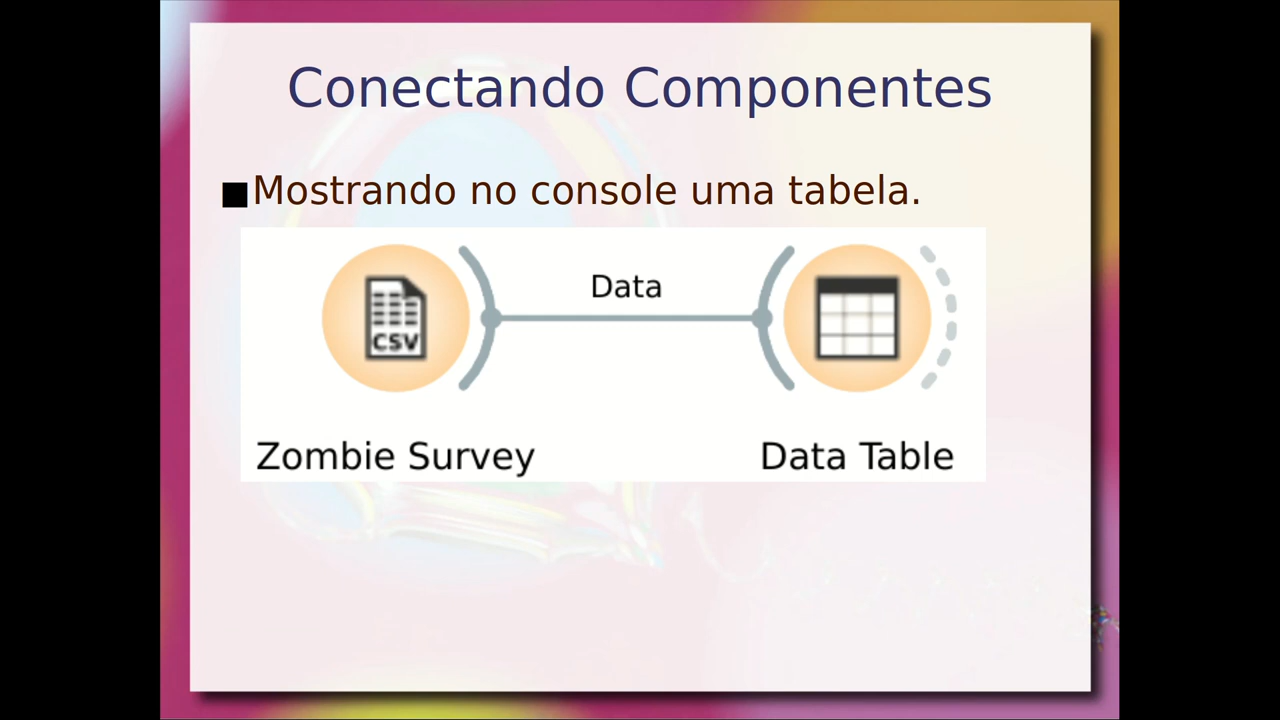 Conectando Componentes
■Mostrando no console uma tabela.
Data
CSV
Zombie Survey
Data Table